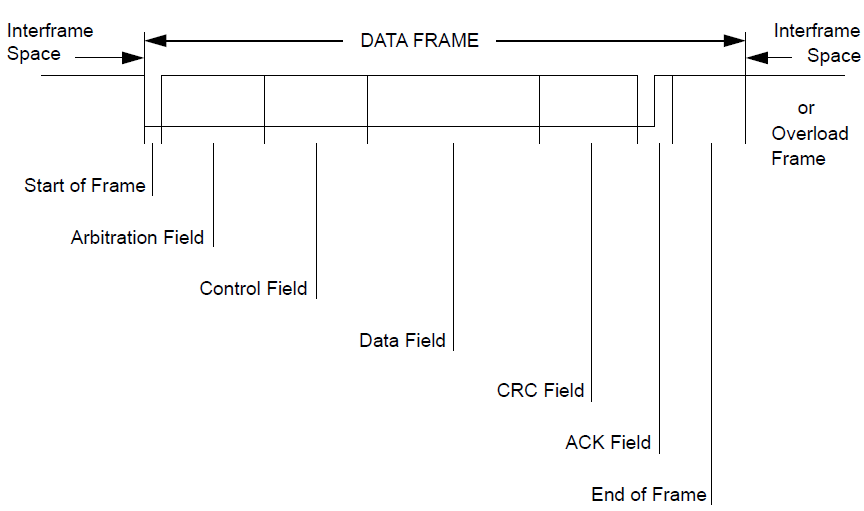 Interframe
Space
DATA FRAME
Interframe
Space
or
Overload
Frame
Start of Frame
Arbitration Field
Control Field
Data Field
CRC Field
ACK Field
End of Frame